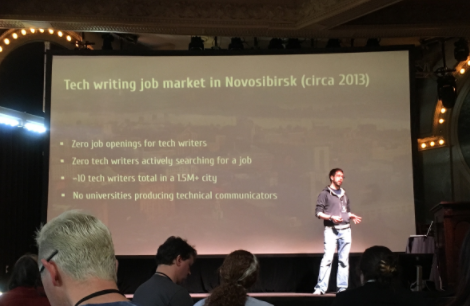 Tech writing job market in Novosibirsk (circa 2013)
• Zero job openings for tech writers
• Zero tech writers actively searching for a job
• ~10 tech writers total in a 1.5M+ city
• No universities producing technical communicators